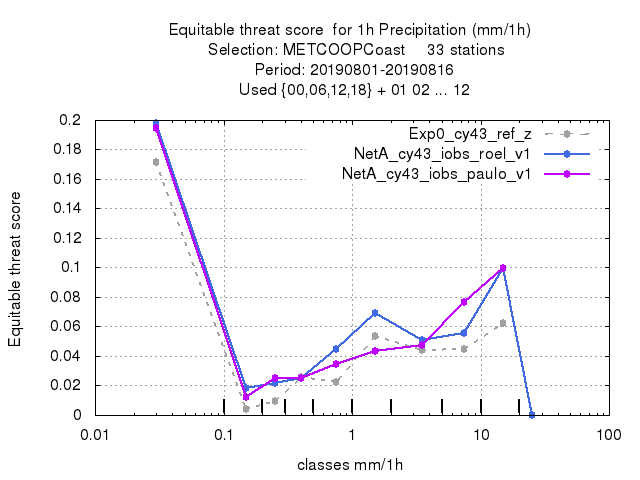 Equitable threat score  for 1h Precipitation (mm/1h)
Selection: METCOOPCoast    33 stations
Period: 20190801-20190816
Used {00,06,12,18} + 01 02 ... 12
Exp0_cy43_ref_z
NetA_cy43_iobs_roel_v1
NetA_cy43_iobs_paulo_v1
Equitable threat score
0.2
0.18
0.16
0.14
0.12
0.1
0.08
0.06
0.04
0.02
0
0.01 0.1 1 10 100
classes mm/1h